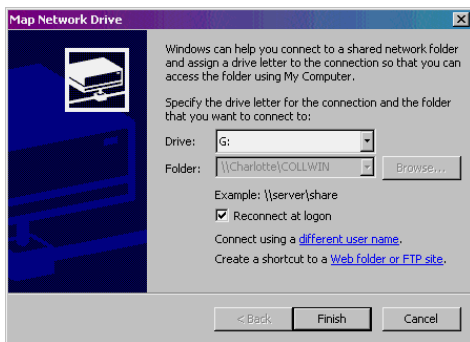 Map Network Drive
Windows can help you connect to a shared network folder
and assign a drive letter to the connection so that you can
access the folder using My Computer.
Specify the drive letter for the connection and the folder
that you want to connect to:
Drive: G:
Folder: \\Charlotte\COLLWIN Browse...
Example: \\server\share
Reconnect at logon
Connect using a different user name.
Create a shortcut to a Web folder or FTP site.
< Back Finish Cancel